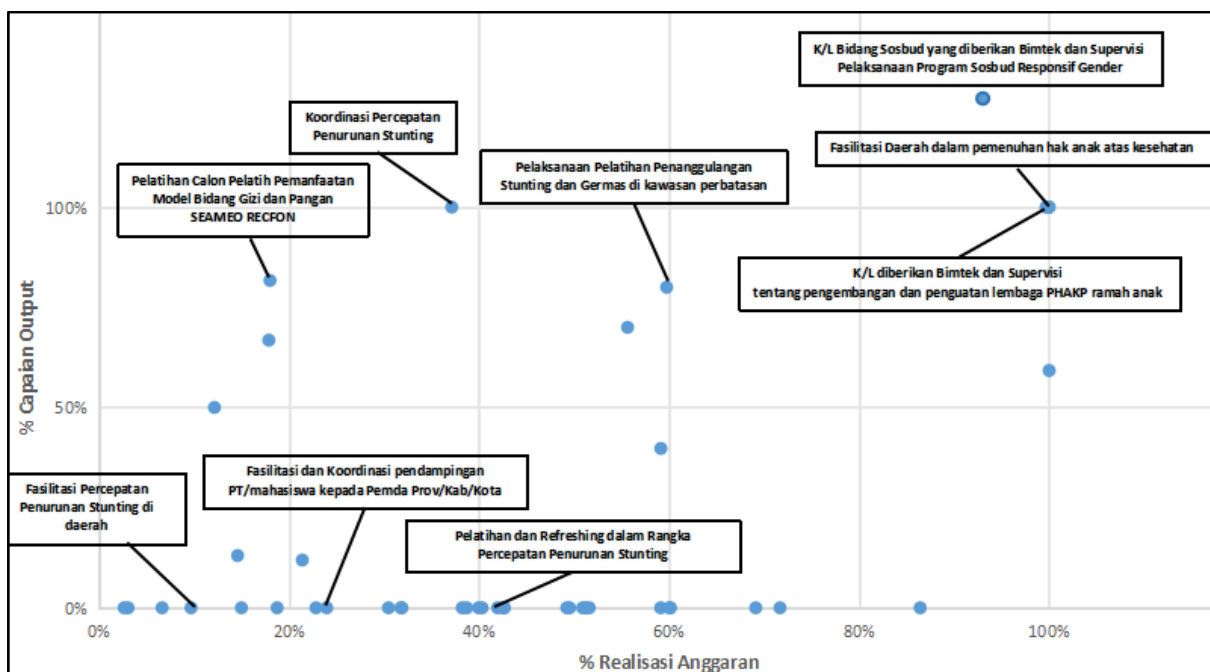 K/L Bidang Sosbud yang diberikan Bimtek dan Supervisi
Pelaksanaan Program Sosbud Responsif Gender
Koordinasi Percepatan
Penurunan Stunting
Fasilitasi Daerah dalam pemenuhan hak anak atas kesehatan
Pelatihan Calon Pelatih Pemanfaatan
Model Bidang Gizi dan Pangan
SEAMEO RECFON
Pelaksanaan Pelatihan Penanggulangan
Stunting dan Germas di kawasan perbatasan
K/L diberikan Bimtek dan Supervisi
tentang pengembangan dan penguatan lembaga PHAKP ramah anak
Fasilitasi Percepatan
Penurunan Stunting di
daerah
Fasilitasi dan Koordinasi pendampingan
PT/mahasiswa kepada Pemda Prov/Kab/Kota
Pelatihan dan Refreshing dalam Rangka
Percepatan Penurunan Stunting
% Capaian Output
100%
50%
0%
0%
20%
40%
60%
80%
100%
% Realisasi Anggaran